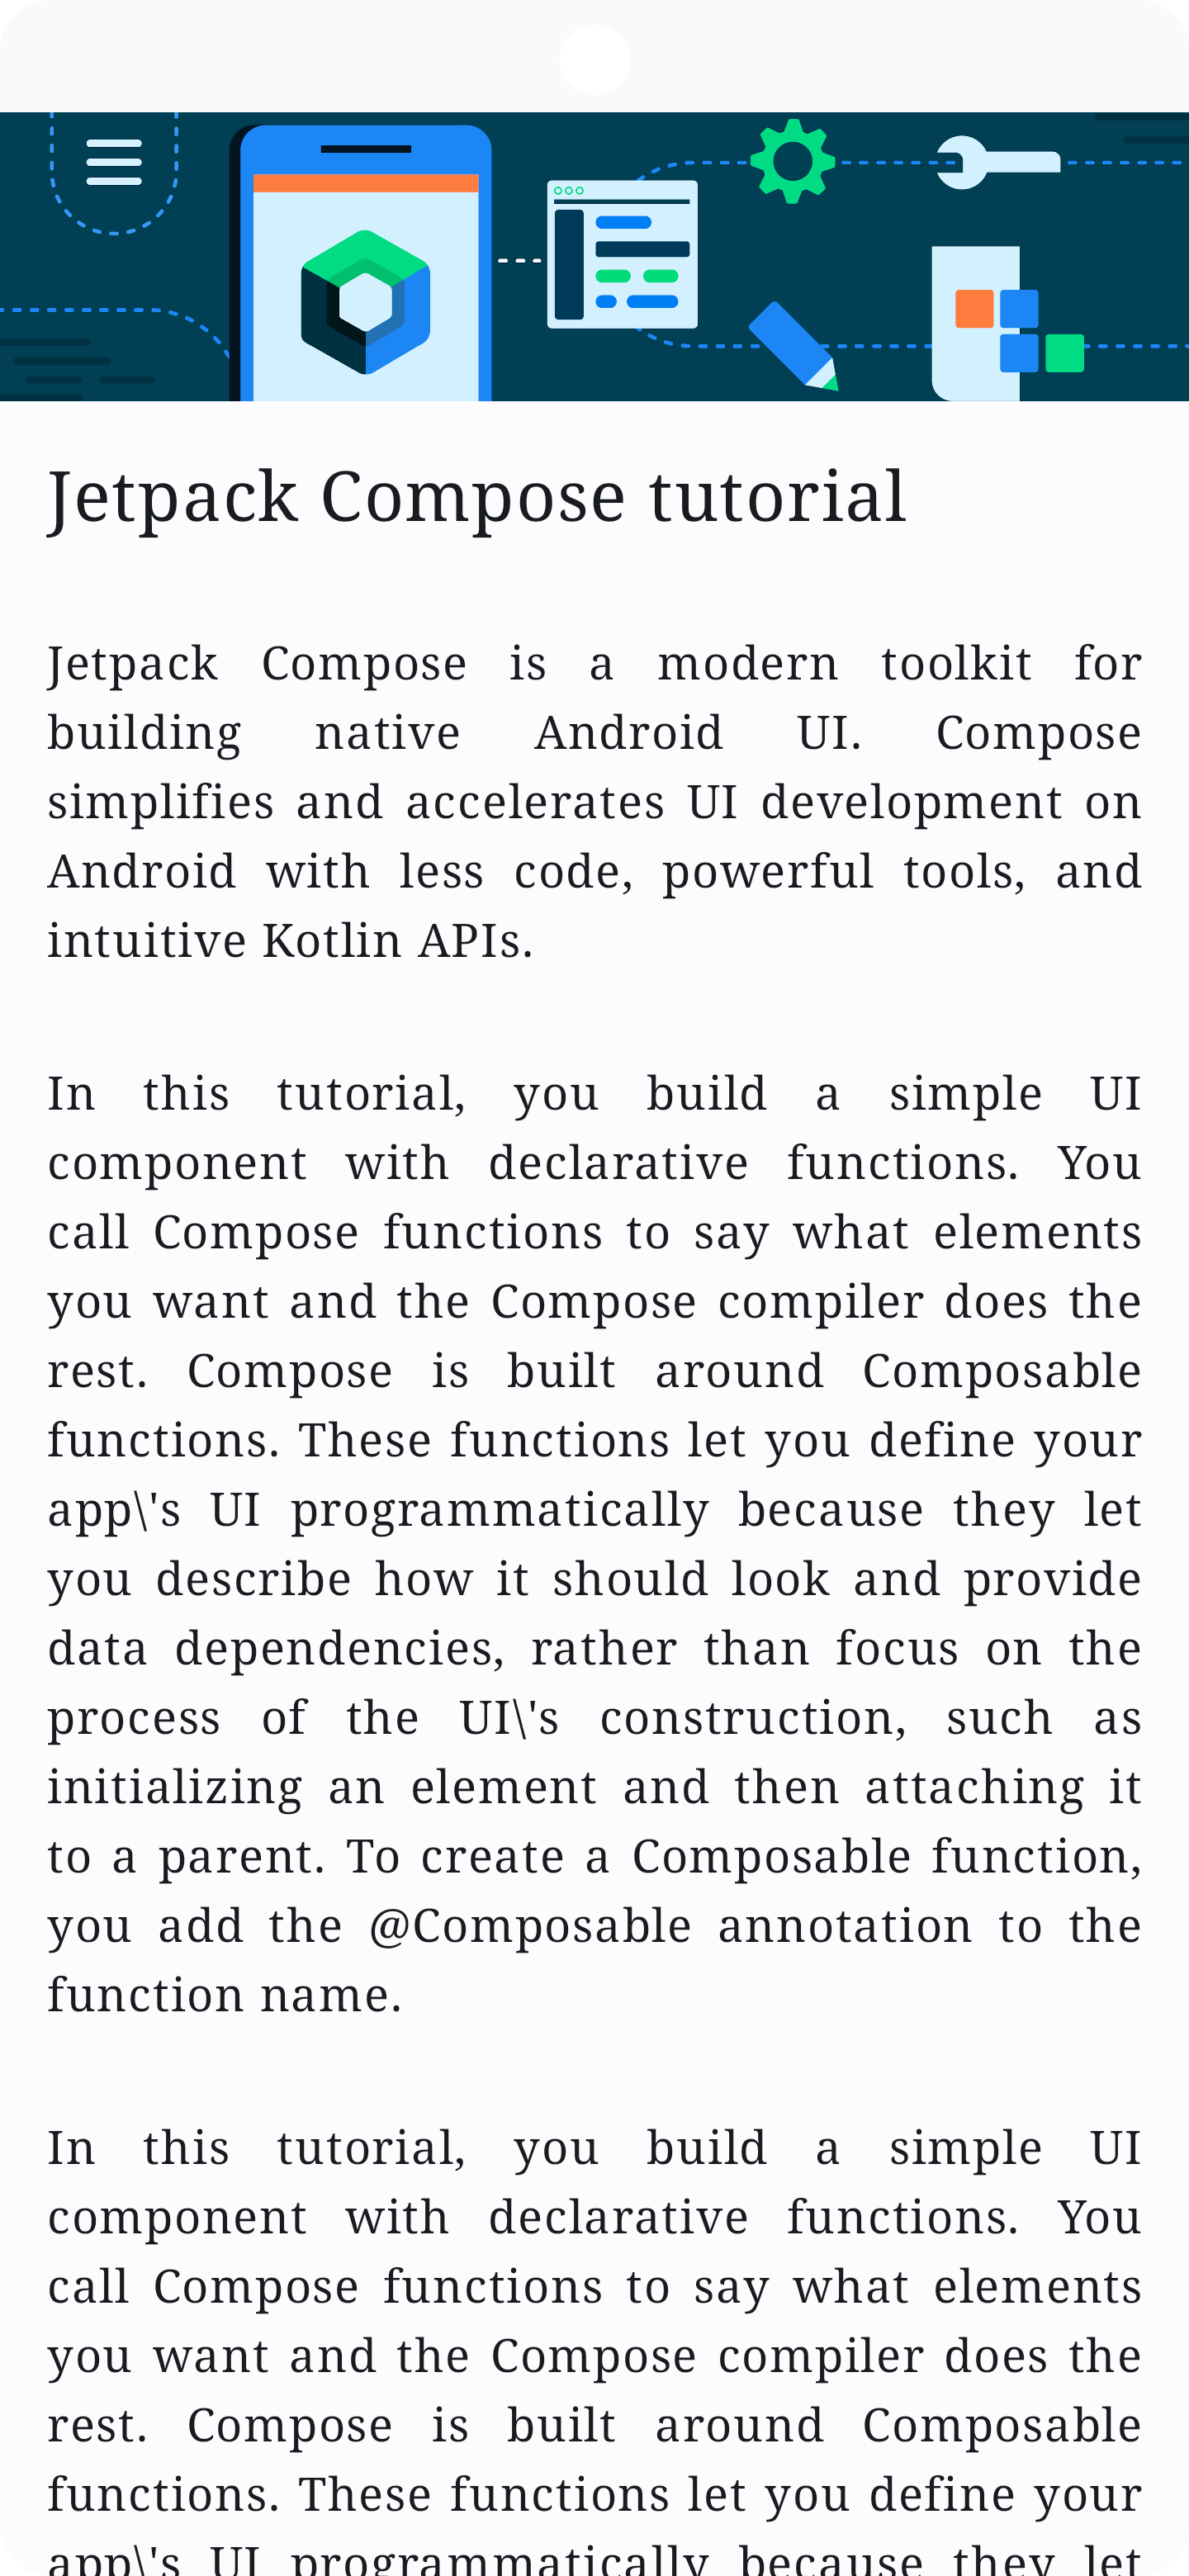 Jetpack Compose tutorial
Jetpack Compose is a modern toolkit for
building native Android UI. Compose
simplifies and accelerates UI development on
Android with less code, powerful tools, and
intuitive Kotlin APIs.
In this tutorial, you build a simple UI
component with declarative functions. You
call Compose functions to say what elements
you want and the Compose compiler does the
rest. Compose is built around Composable
functions. These functions let you define your
app\'s UI programmatically because they let
you describe how it should look and provide
data dependencies, rather than focus on the
process of the UI\'s construction, such as
initializing an element and then attaching it
to a parent. To create a Composable function,
you add the @Composable annotation to the
function name.
In this tutorial, you build a simple UI
component with declarative functions. You
call Compose functions to say what elements
you want and the Compose compiler does the
rest. Compose is built around Composable
functions. These functions let you define your
app\'s UI programmatically because they let